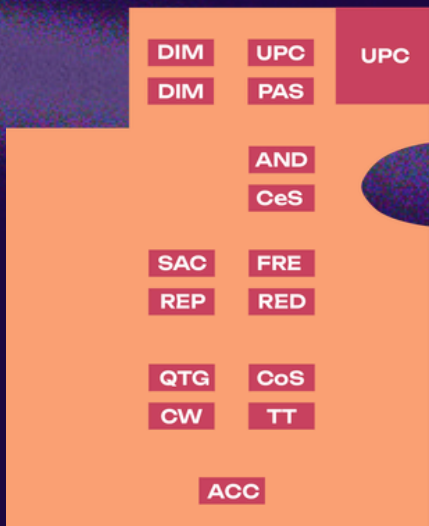 DIM UPC UPC
DIM PAS
AND
CeS
SAC FRE
REP RED
QTG CoS
CW TT
ACC